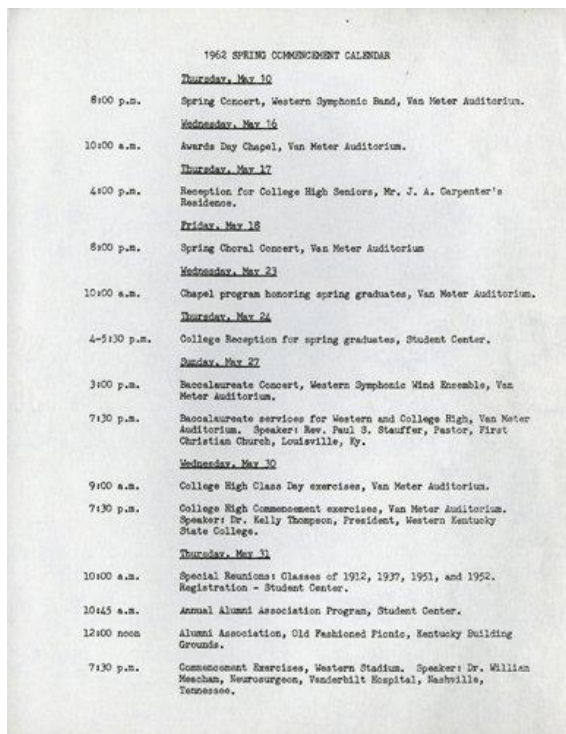 1962 SPRING COMMENCEMENT CALENDAR
Thursday, May 10
8:00 p.m. Spring Concert, Western Symphonic Band, Van Meter Auditorium.
Wednesday, May 16
10:00 a.m. Awards Day Chapel, Van Meter Auditorium.
Thursday, May 17
4:00 p.m. Reception for College High Seniors, Mr. J. A. Carpenter's
Residence.
Friday, May 18
8:00 p.m. Spring Choral Concert, Van Meter Auditorium
Wednesday, May 23
10:00 a.m. Chapel program honoring spring graduates, Van Meter Auditorium.
Thursday, May 24
4-5:30 p.m. College Reception for spring graduates, Student Center.
Sunday, May 27
3:00 p.m. Baccalaureate Concert, Western Symphonic Wind Ensemble, Van
Meter Auditorium.
7:30 p.m. Baccalaureate services for Western and College High, Van Meter
Auditorium. Speaker: Rev. Paul S. Stauffer, Pastor, First
Christian Church, Louisville, Ky.
Wednesday, May 30
9:00 a.m. College High Class Day exercises, Van Meter Auditorium.
7:30 p.m. College High Commencement exercises, Van Meter Auditorium.
Speaker: Dr. Kelly Thompson, President, Western Kentucky
State College.
Thursday, May 31
10:00 a.m. Special Reunions: Classes of 1912, 1937, 1951, and 1952.
Registration - Student Center.
10:45 a.m. Annual Alumni Association Program, Student Center.
12:00 noon Alumni Association, Old Fashioned Picnic, Kentucky Building
Grounds.
7:30 p.m. Commencement Exercises, Western Stadium. Speaker: Dr. William
Meacham, Neurosurgeon, Vanderbilt Hospital, Nashville,
Tennessee.